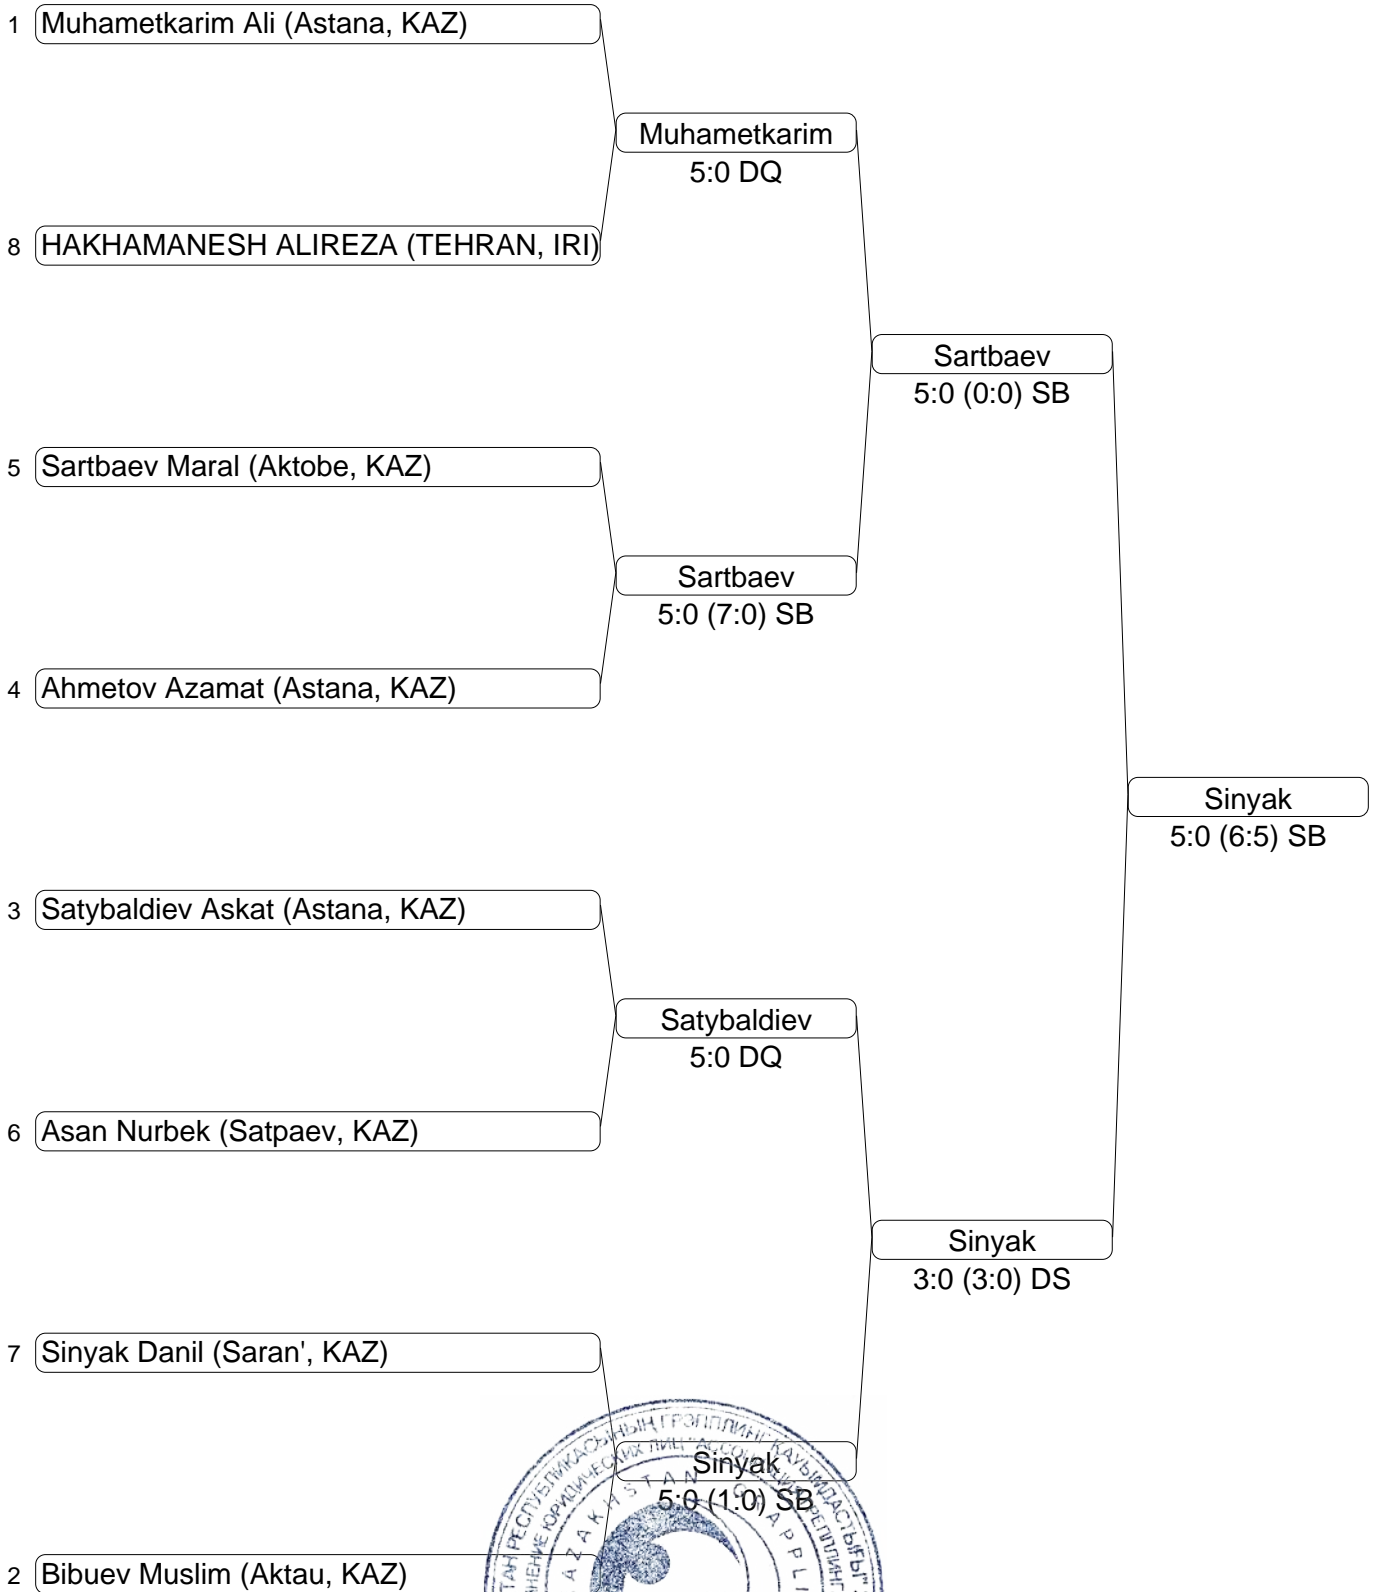 1 Muhametkarim Ali (Astana, KAZ)
Muhametkarim
5:0 DQ
8 HAKHAMANESH ALIREZA (TEHRAN, IRI)
Sartbaev
5:0 (0:0) SB
5 Sartbaev Maral (Aktobe, KAZ)
Sartbaev
5:0 (7:0) SB
4 Ahmetov Azamat (Astana, KAZ)
Sinyak
5:0 (6:5) SB
3 Satybaldiev Askat (Astana, KAZ)
Satybaldiev
5:0 DQ
6 Asan Nurbek (Satpaev, KAZ)
Sinyak
3:0 (3:0) DS
7 Sinyak Danil (Saran', KAZ)
Sinyak
5:0 (1:0) SB
2 Bibuev Muslim (Aktau, KAZ)